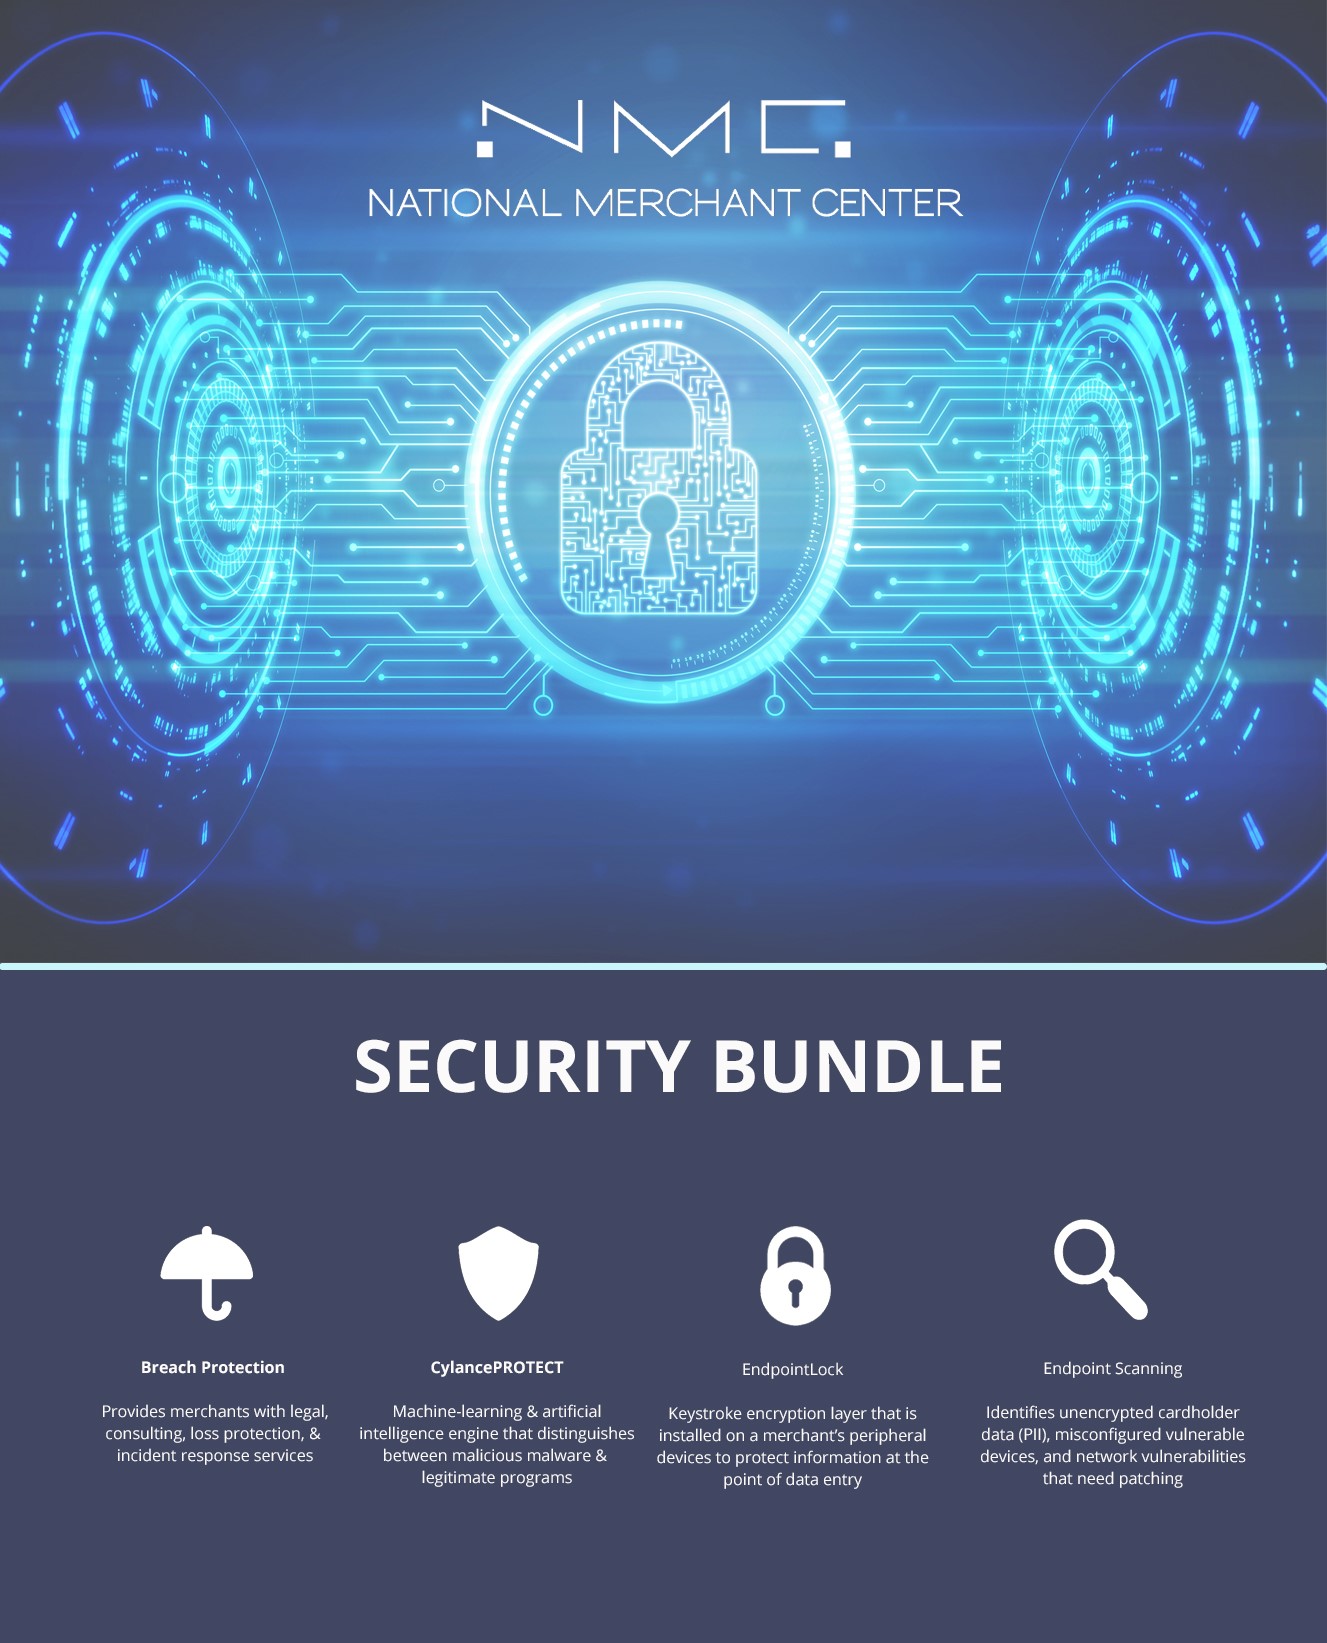 NMC
NATIONAL MERCHANT CENTER
SECURITY BUNDLE
Breach Protection
Provides merchants with legal,
consulting, loss protection, &
incident response services
CylancePROTECT
Machine-learning & artificial
intelligence engine that distinguishes
between malicious malware &
legitimate programs
EndpointLock
Keystroke encryption layer that is
installed on a merchant’s peripheral
devices to protect information at the
point of data entry
Endpoint Scanning
Identifies unencrypted cardholder
data (PII), misconfigured vulnerable
devices, and network vulnerabilities
that need patching